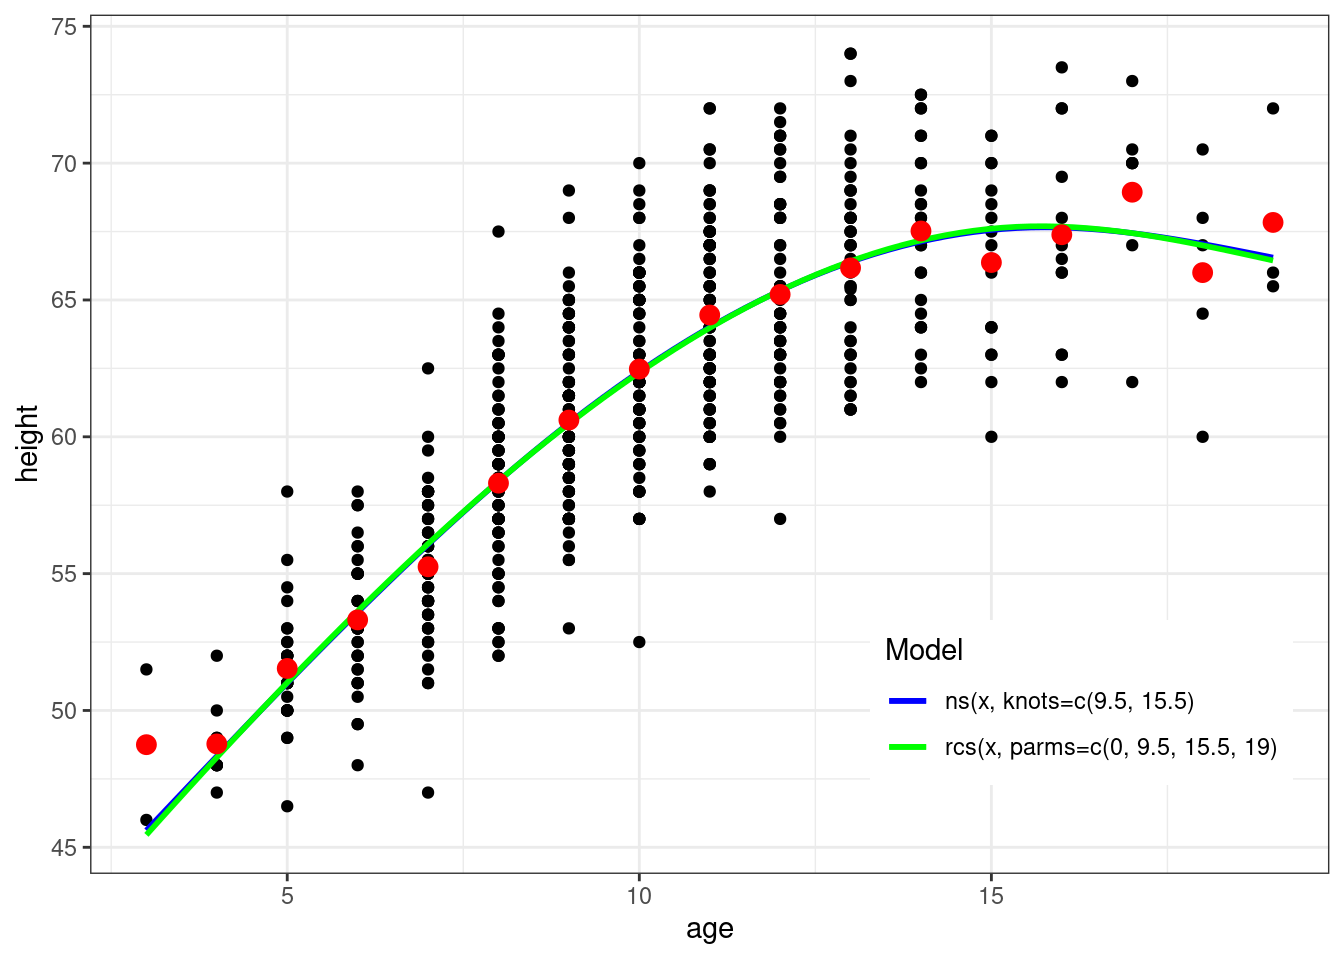 75
70
65
60
55
50
45
height
5
10
15
age
Model
ns(x, knots=c(9.5, 15.5)
rcs(x, parms=c(0, 9.5, 15.5, 19)